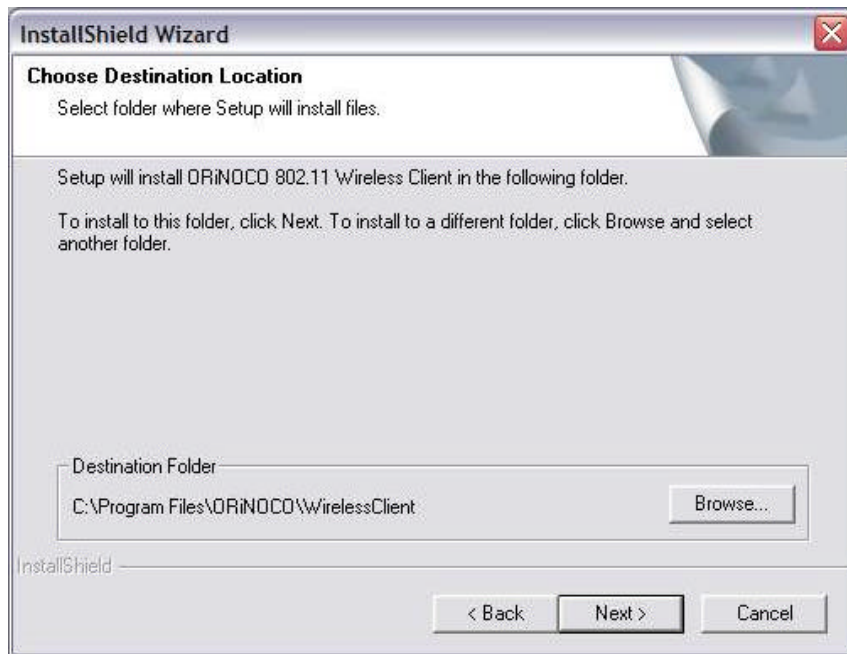 InstallShield Wizard
Choose Destination Location
Select folder where Setup will install files.
Setup will install ORiNOCO 802.11 Wireless Client in the following folder.
To install to this folder, click Next. To install to a different folder, click Browse and select
another folder.
Destination Folder
C:\Program Files\ORiNOCO\WirelessClient
Browse...
InstallShield
< Back
Next >
Cancel